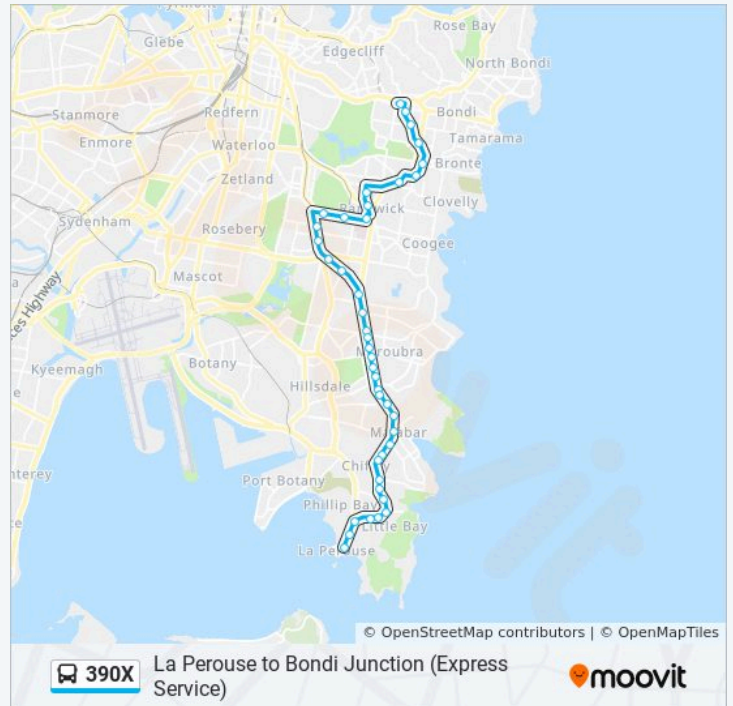 Rose Bay
Glebe
Edgecliff
North Bondi
Stanmore
Redfern
Bondi
Enmore
Tamarama
Waterloo
Bronte
Zetland
Clovelly
Sydenham
Rosebery
Coogee
Mascot
Botany
Maroubra
Kyeemagh
Hillsdale
Malabar
Port Botany
Phillip Bay
Little Bay
La Perouse
© OpenStreetMap contributors | © OpenMapTiles
390X
La Perouse to Bondi Junction (Express
Service)
moovit